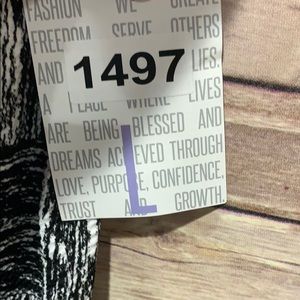 FASHION WE CREATE
FREEDOM SERVE OTHERS
AND LIES.
1497
A PLACE WHERE LIVES
ARE BEING BLESSED AND
DREAMS ACHIEVED THROUGH
LOVE, PURPOSE, CONFIDENCE,
TRUST AND GROWTH
L